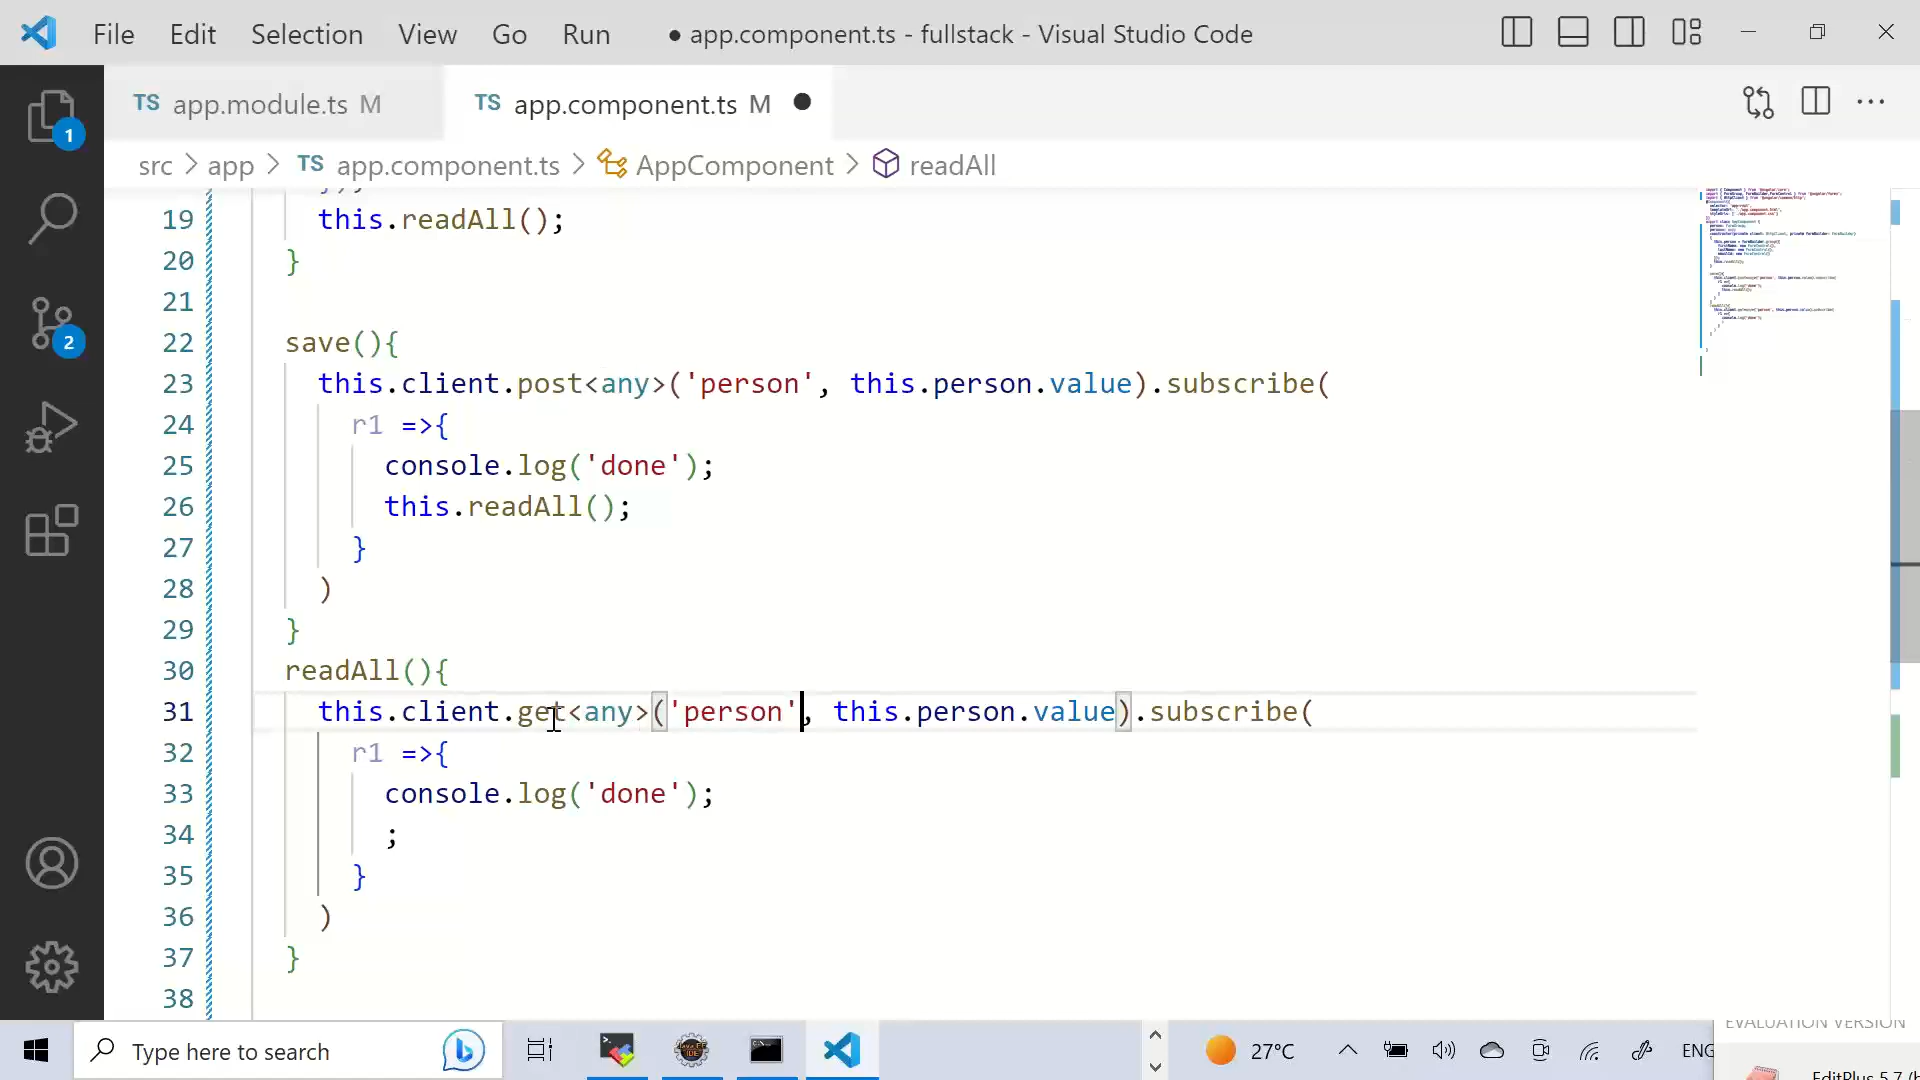 File Edit Selection View Go Run ● app.component.ts - fullstack - Visual Studio Code
TS app.module.ts M TS app.component.ts M
src > app > TS app.component.ts > AppComponent > readAll
19 this.readAll();
20 }
21
22 save(){
23 this.client.post<any>('person', this.person.value).subscribe(
24 r1 =>{
25 console.log('done');
26 this.readAll();
27 }
28 )
29 }
30 readAll(){
31 this.client.get<any>('person', this.person.value).subscribe(
32 r1 =>{
33 console.log('done');
34 ;
35 }
36 )
37 }
38
1
2
Type here to search
27°C
ENG
EVALUATION VERSION